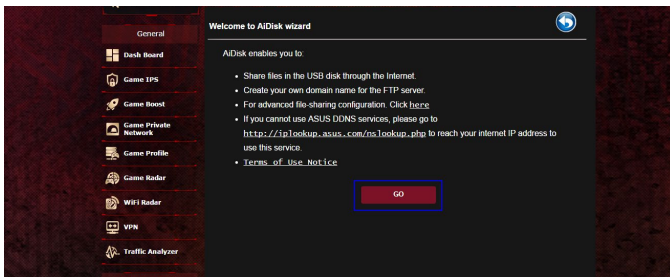 General
Dash Board
Game IPS
Game Boost
Game Private
Network
Game Profile
Game Radar
WiFi Radar
VPN
Traffic Analyzer
Welcome to AiDisk wizard
AiDisk enables you to:
• Share files in the USB disk through the Internet.
• Create your own domain name for the FTP server.
• For advanced file-sharing configuration. Click here
• If you cannot use ASUS DDNS services, please go to
http://iplookup.asus.com/nslookup.php to reach your internet IP address to
use this service.
• Terms of Use Notice
GO